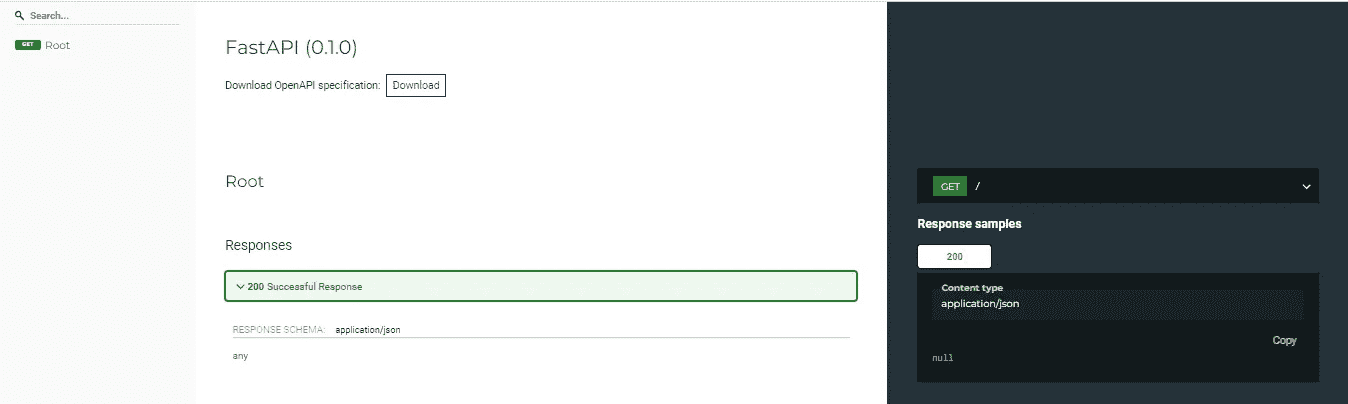 Search...
GET Root
FastAPI (0.1.0)
Download OpenAPI specification: Download
Root
Responses
200 Successful Response
RESPONSE SCHEMA: application/json
any
GET /
Response samples
200
Content type
application/json
Copy
null